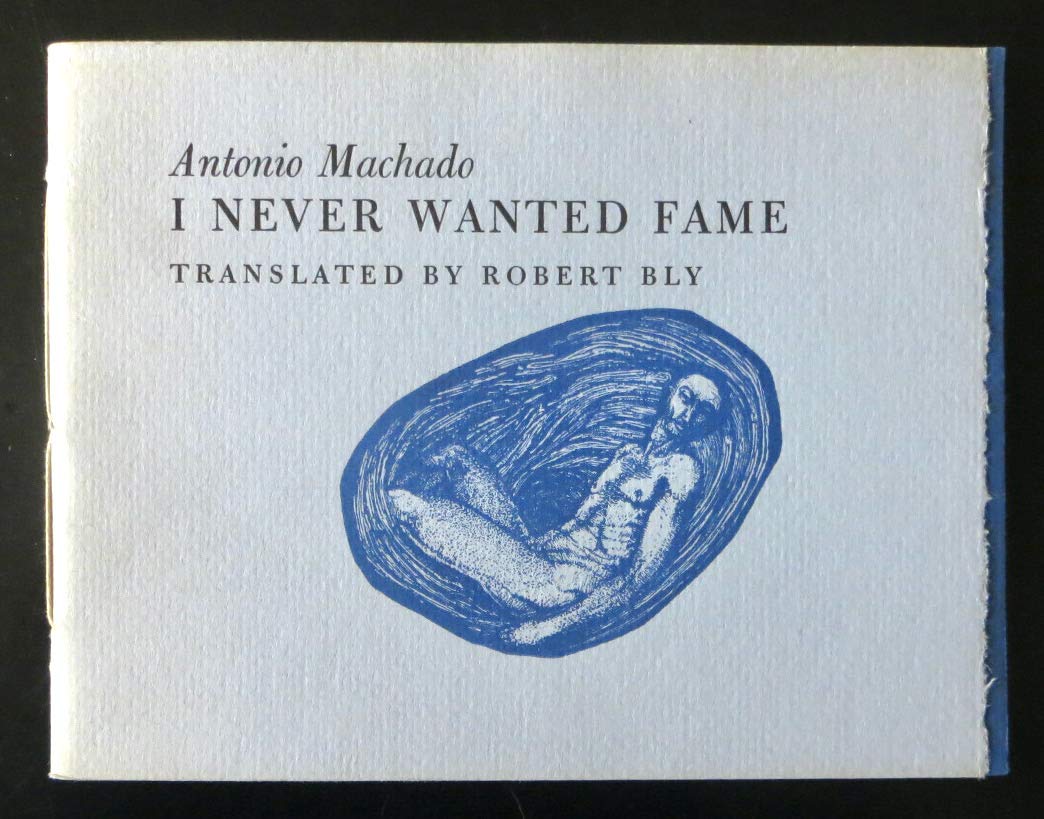 Antonio Machado
I NEVER WANTED FAME
TRANSLATED BY ROBERT BLY